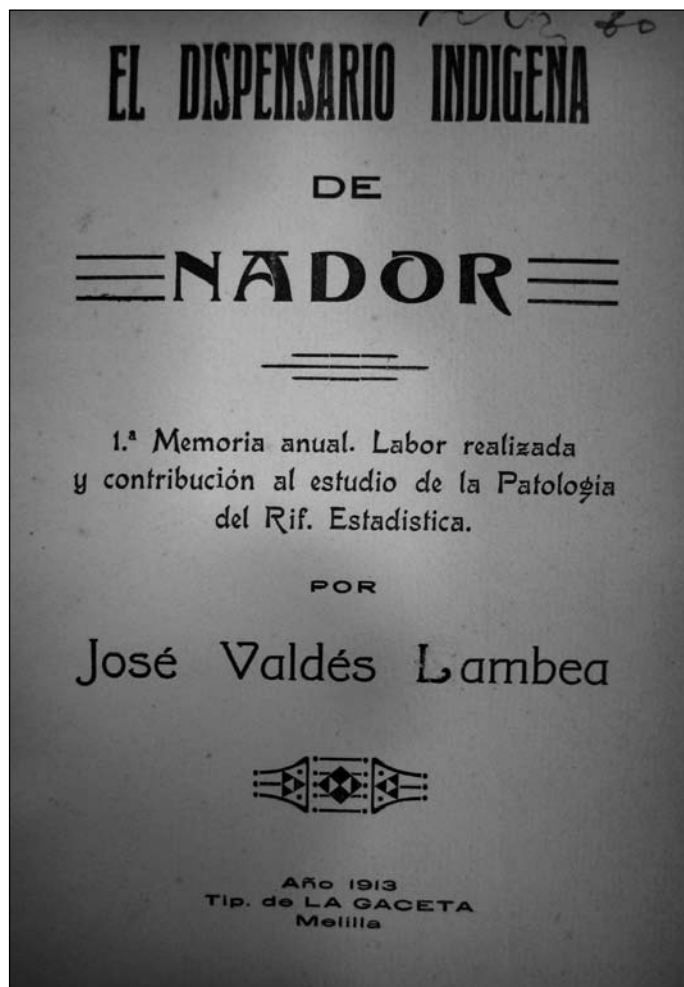 EL DISPENSARIO INDIGENA
DE
NADOR
1.ª Memoria anual. Labor realizada
y contribución al estudio de la Patología
del Rif. Estadística.
POR
José Valdés Lambea
Año 1913
Tip. de LA GACETA
Melilla